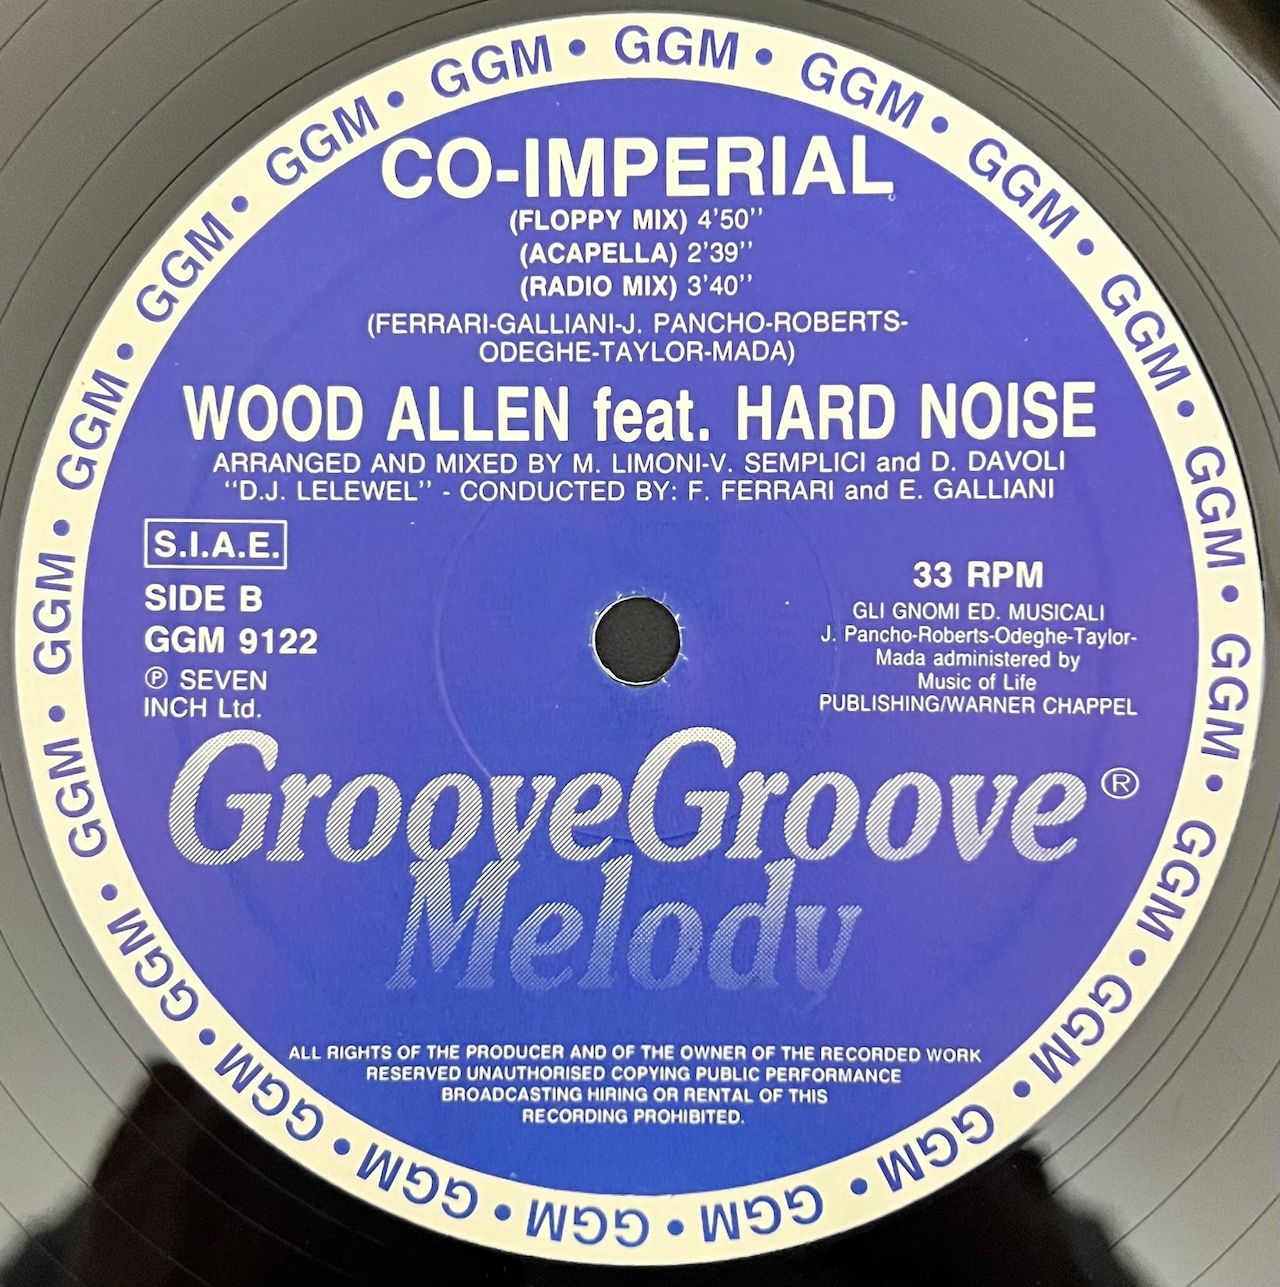 GGM • GGM • GGM • GGM • GGM • GGM • GGM • GGM • GGM • GGM • GGM • GGM • GGM • GGM • GGM • GGM • GGM • GGM • GGM • GGM •
CO-IMPERIAL
(FLOPPY MIX) 4'50''
(ACAPELLA) 2'39''
(RADIO MIX) 3'40''
(FERRARI-GALLIANI-J. PANCHO-ROBERTS-
ODEGHE-TAYLOR-MADA)
WOOD ALLEN feat. HARD NOISE
ARRANGED AND MIXED BY M. LIMONI-V. SEMPLICI and D. DAVOLI
"D.J. LELEWEL" - CONDUCTED BY: F. FERRARI and E. GALLIANI
S.I.A.E.
SIDE B
GGM 9122
℗ SEVEN
INCH Ltd.
33 RPM
GLI GNOMI ED. MUSICALI
J. Pancho-Roberts-Odeghe-Taylor-
Mada administered by
Music of Life
PUBLISHING/WARNER CHAPPEL
GrooveGroove®
Melody
ALL RIGHTS OF THE PRODUCER AND OF THE OWNER OF THE RECORDED WORK
RESERVED UNAUTHORISED COPYING PUBLIC PERFORMANCE
BROADCASTING HIRING OR RENTAL OF THIS
RECORDING PROHIBITED.